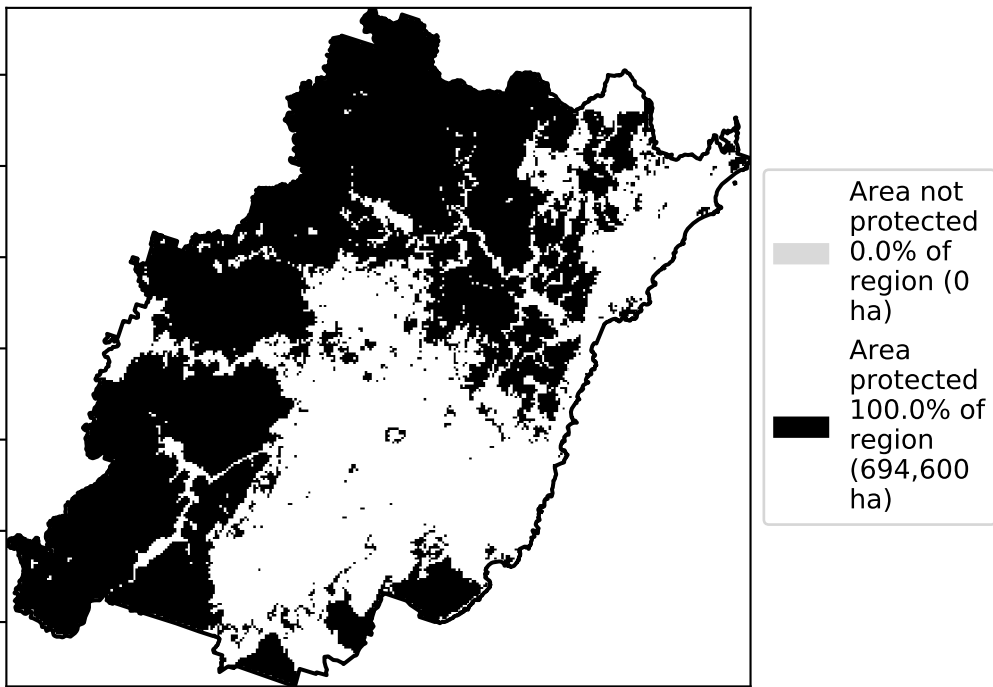 Area not
protected
0.0% of
region (0
ha)
Area
protected
100.0% of
region
(694,600
ha)